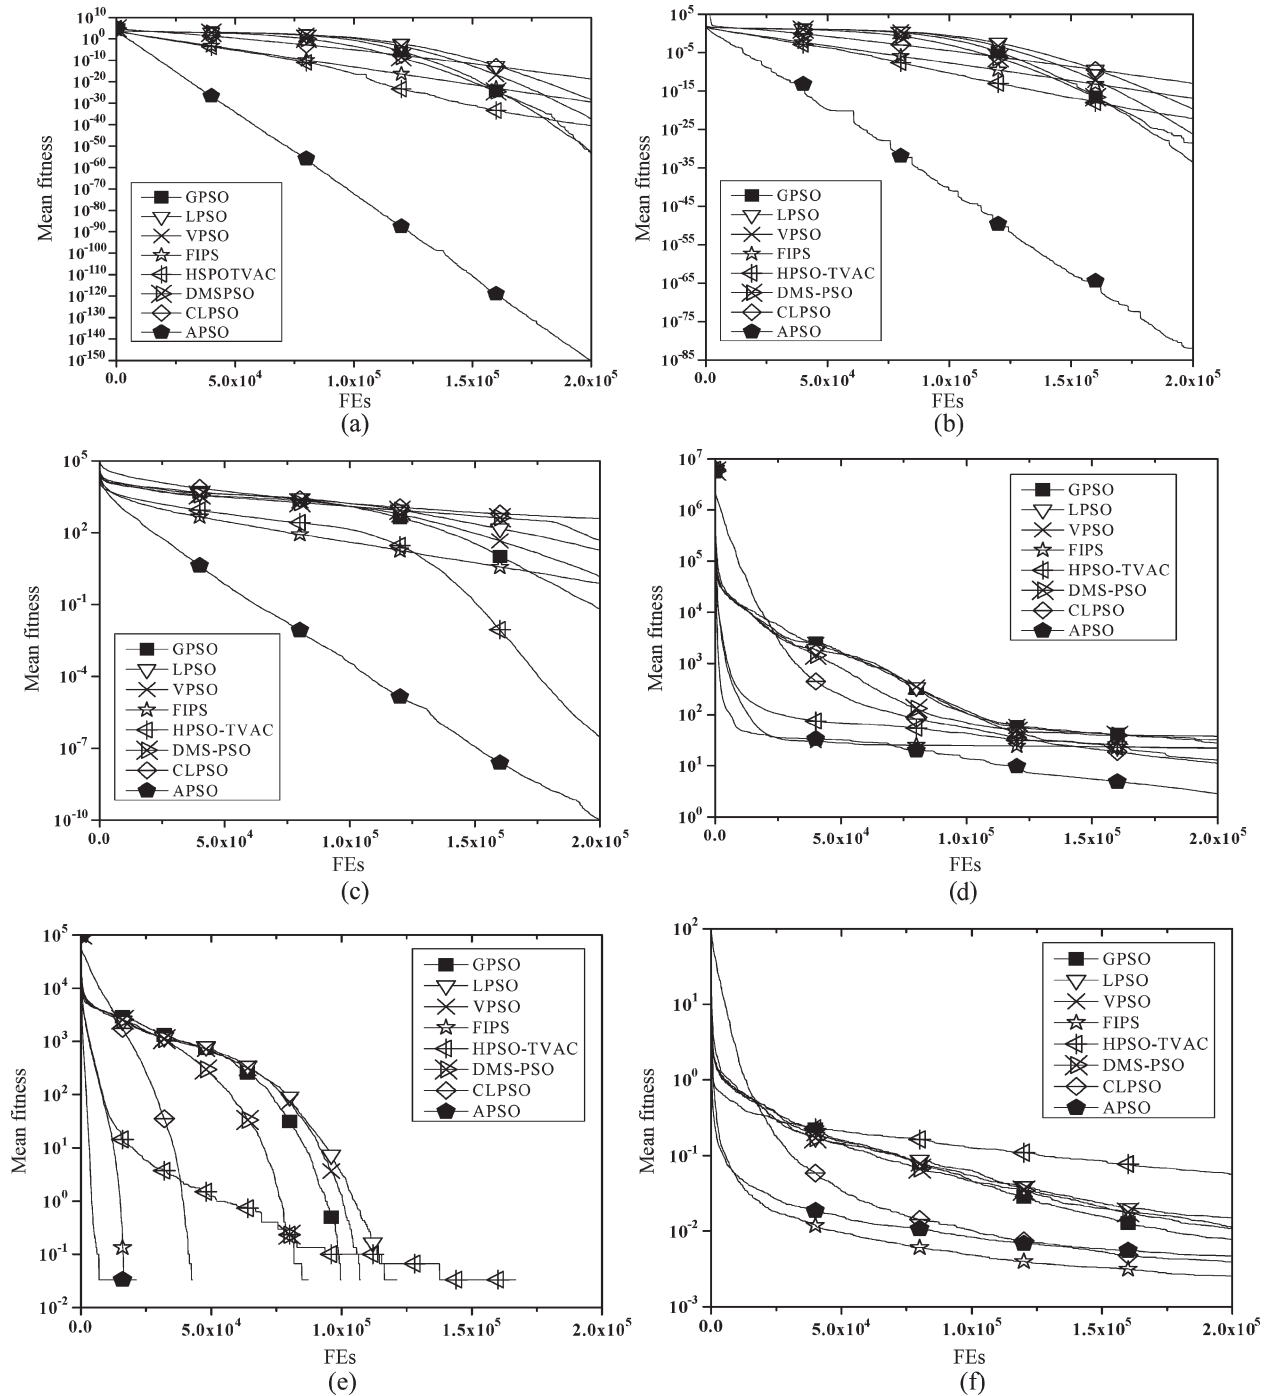 10^10
10^0
10^-10
10^-20
10^-30
10^-40
10^-50
10^-60
10^-70
10^-80
10^-90
10^-100
10^-110
10^-120
10^-130
10^-140
10^-150
Mean fitness
GPSO
LPSO
VPSO
FIPS
HSPOTVAC
DMSPSO
CLPSO
APSO
0.0
5.0x10^4
1.0x10^5
1.5x10^5
2.0x10^5
FEs
(a)
10^5
10^-5
10^-15
10^-25
10^-35
10^-45
10^-55
10^-65
10^-75
10^-85
Mean fitness
GPSO
LPSO
VPSO
FIPS
HPSO-TVAC
DMS-PSO
CLPSO
APSO
0.0
5.0x10^4
1.0x10^5
1.5x10^5
2.0x10^5
FEs
(b)
10^5
10^2
10^-1
10^-4
10^-7
10^-10
Mean fitness
GPSO
LPSO
VPSO
FIPS
HPSO-TVAC
DMS-PSO
CLPSO
APSO
0.0
5.0x10^4
1.0x10^5
1.5x10^5
2.0x10^5
FEs
(c)
10^7
10^6
10^5
10^4
10^3
10^2
10^1
10^0
Mean fitness
GPSO
LPSO
VPSO
FIPS
HPSO-TVAC
DMS-PSO
CLPSO
APSO
0.0
5.0x10^4
1.0x10^5
1.5x10^5
2.0x10^5
FEs
(d)
10^5
10^4
10^3
10^2
10^1
10^0
10^-1
10^-2
Mean fitness
GPSO
LPSO
VPSO
FIPS
HPSO-TVAC
DMS-PSO
CLPSO
APSO
0.0
5.0x10^4
1.0x10^5
1.5x10^5
2.0x10^5
FEs
(e)
10^2
10^1
10^0
10^-1
10^-2
10^-3
Mean fitness
GPSO
LPSO
VPSO
FIPS
HPSO-TVAC
DMS-PSO
CLPSO
APSO
0.0
5.0x10^4
1.0x10^5
1.5x10^5
2.0x10^5
FEs
(f)